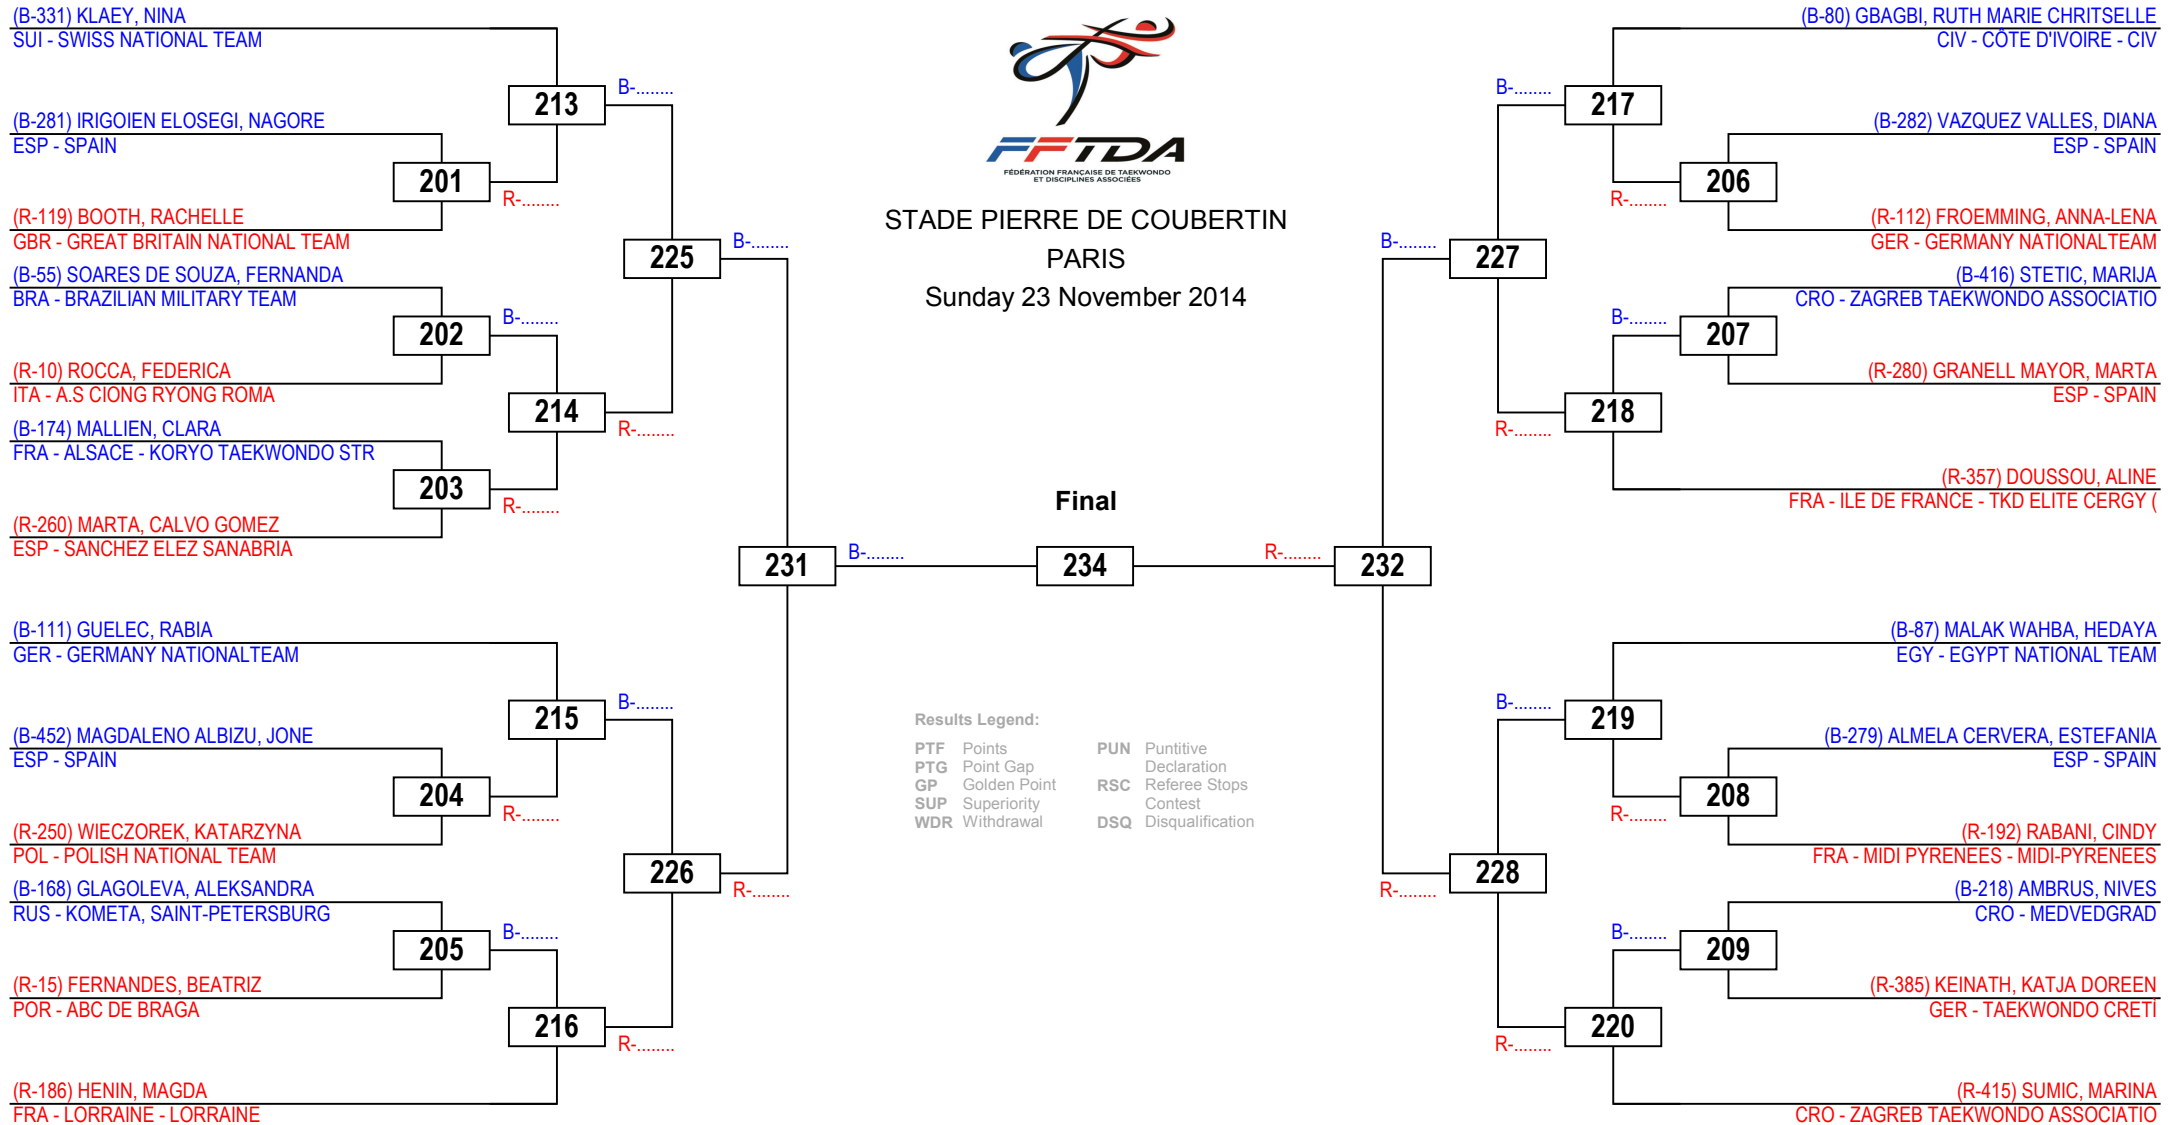 (B-331) KLAEY, NINA
SUI - SWISS NATIONAL TEAM
213
B-........
(B-281) IRIGOIEN ELOSEGI, NAGORE
ESP - SPAIN
201
R-........
(R-119) BOOTH, RACHELLE
GBR - GREAT BRITAIN NATIONAL TEAM
225
B-........
(B-55) SOARES DE SOUZA, FERNANDA
BRA - BRAZILIAN MILITARY TEAM
202
B-........
(R-10) ROCCA, FEDERICA
ITA - A.S CIONG RYONG ROMA
214
R-........
(B-174) MALLIEN, CLARA
FRA - ALSACE - KORYO TAEKWONDO STR
203
R-........
(R-260) MARTA, CALVO GOMEZ
ESP - SANCHEZ ELEZ SANABRIA
231
B-........
(B-111) GUELEC, RABIA
GER - GERMANY NATIONALTEAM
215
B-........
(B-452) MAGDALENO ALBIZU, JONE
ESP - SPAIN
204
R-........
(R-250) WIECZOREK, KATARZYNA
POL - POLISH NATIONAL TEAM
226
R-........
(B-168) GLAGOLEVA, ALEKSANDRA
RUS - KOMETA, SAINT-PETERSBURG
205
B-........
(R-15) FERNANDES, BEATRIZ
POR - ABC DE BRAGA
216
R-........
(R-186) HENIN, MAGDA
FRA - LORRAINE - LORRAINE
FFTDA
FÉDÉRATION FRANÇAISE DE TAEKWONDO
ET DISCIPLINES ASSOCIÉES
STADE PIERRE DE COUBERTIN
PARIS
Sunday 23 November 2014
Final
234
Results Legend:
PTF Points
PTG Point Gap
GP Golden Point
SUP Superiority
WDR Withdrawal
PUN Puntitive
Declaration
RSC Referee Stops
Contest
DSQ Disqualification
(B-80) GBAGBI, RUTH MARIE CHRITSELLE
CIV - CÔTE D'IVOIRE - CIV
B-........
217
(B-282) VAZQUEZ VALLES, DIANA
ESP - SPAIN
R-........
206
(R-112) FROEMMING, ANNA-LENA
GER - GERMANY NATIONALTEAM
B-........
227
(B-416) STETIC, MARIJA
CRO - ZAGREB TAEKWONDO ASSOCIATIO
B-........
207
(R-280) GRANELL MAYOR, MARTA
ESP - SPAIN
R-........
218
(R-357) DOUSSOU, ALINE
FRA - ILE DE FRANCE - TKD ELITE CERGY (
R-........
232
(B-87) MALAK WAHBA, HEDAYA
EGY - EGYPT NATIONAL TEAM
B-........
219
(B-279) ALMELA CERVERA, ESTEFANIA
ESP - SPAIN
R-........
208
(R-192) RABANI, CINDY
FRA - MIDI PYRENEES - MIDI-PYRENEES
R-........
228
(B-218) AMBRUS, NIVES
CRO - MEDVEDGRAD
B-........
209
(R-385) KEINATH, KATJA DOREEN
GER - TAEKWONDO CRETI
R-........
220
(R-415) SUMIC, MARINA
CRO - ZAGREB TAEKWONDO ASSOCIATIO